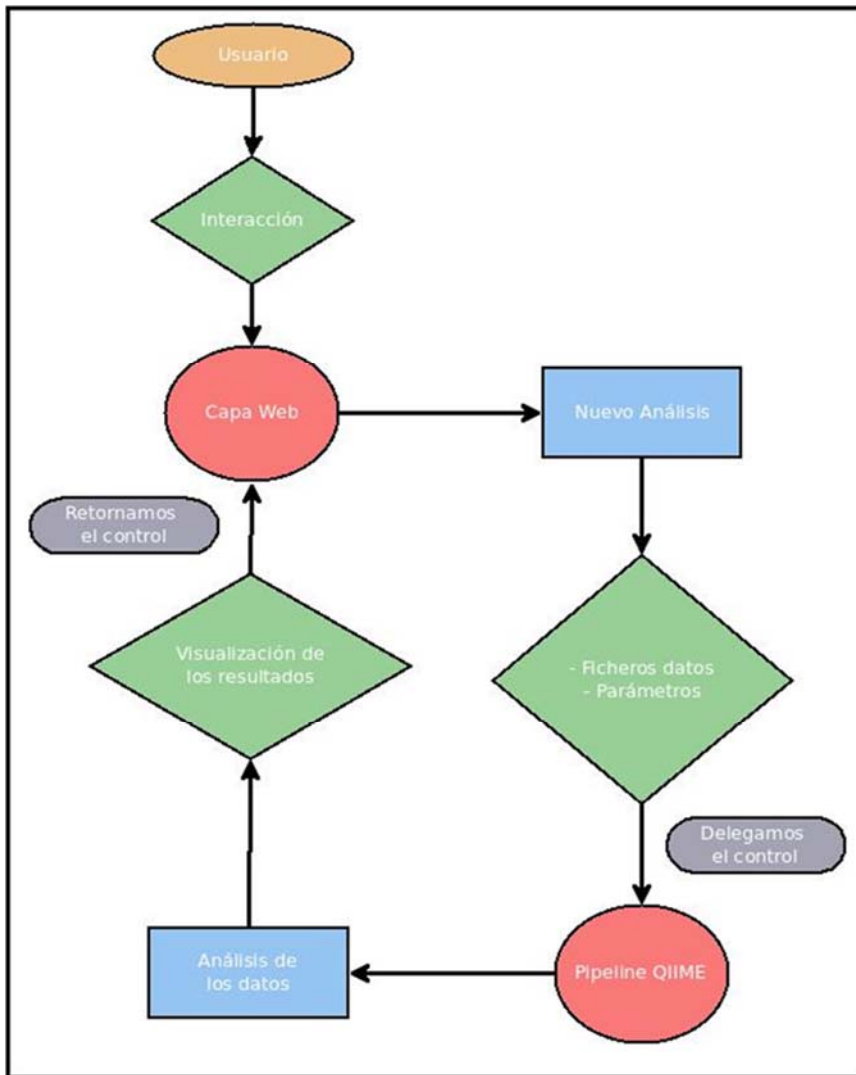 Usuario
Interacción
Capa Web
Nuevo Análisis
Retornamos
el control
Visualización de
los resultados
- Ficheros datos
- Parámetros
Delegamos
el control
Análisis de
los datos
Pipeline QIIME